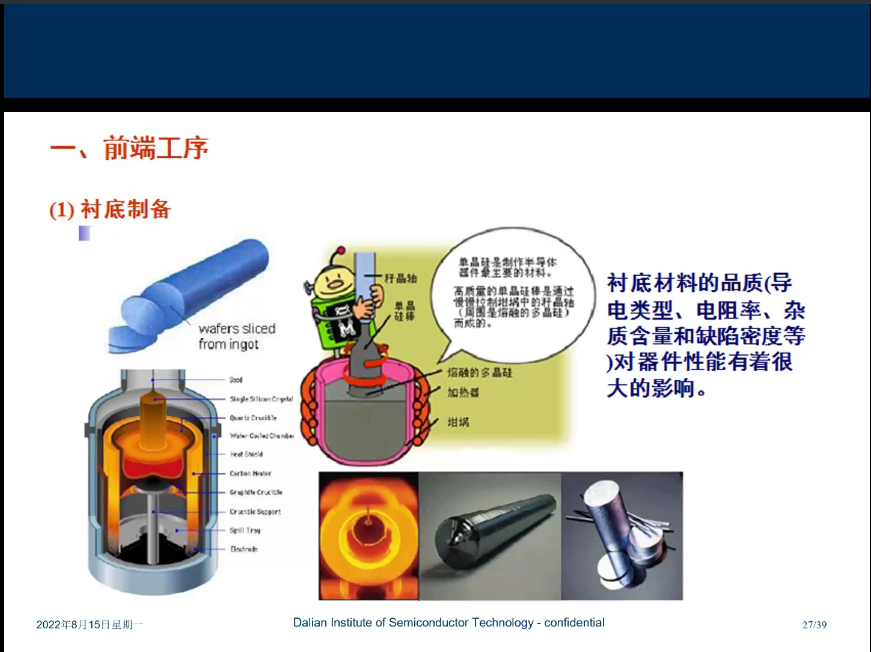 一、前端工序
(1) 衬底制备
wafers sliced
from ingot
籽晶轴
单晶
硅棒
单晶硅是制作半导体
器件最主要的材料。
高质量的单晶硅棒是通过
慢慢拉制坩埚中的籽晶轴
（周围是熔融的多晶硅）
而成的。
熔融的多晶硅
加热器
坩埚
M
衬底材料的品质(导
电类型、电阻率、杂
质含量和缺陷密度等
)对器件性能有着很
大的影响。
Seed
Single Silicon Crystal
Quartz Crucible
Water Cooled Chamber
Heat Shield
Carbon Heater
Graphite Crucible
Crucible Support
Spill Tray
Electrode
2022年8月15日星期一
Dalian Institute of Semiconductor Technology - confidential
27/39